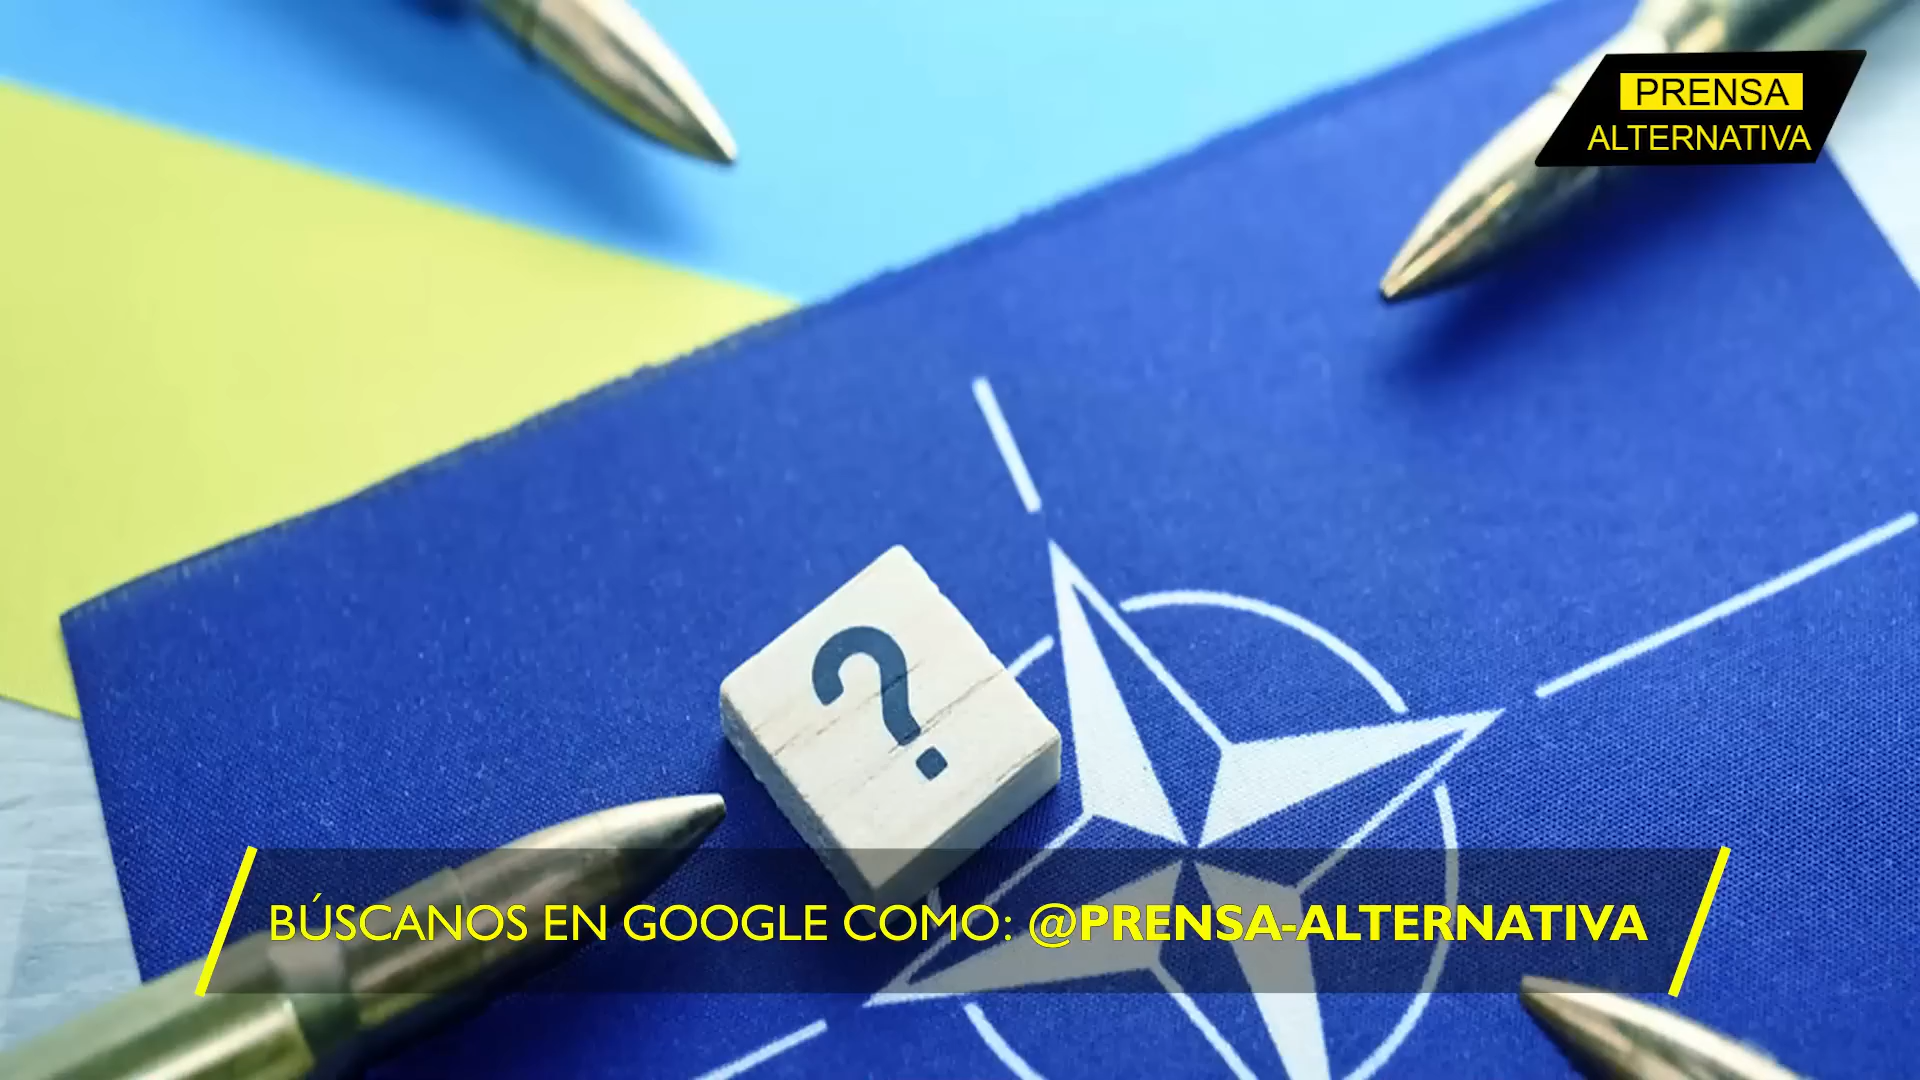 PRENSA
ALTERNATIVA
?
BÚSCANOS EN GOOGLE COMO: @PRENSA-ALTERNATIVA